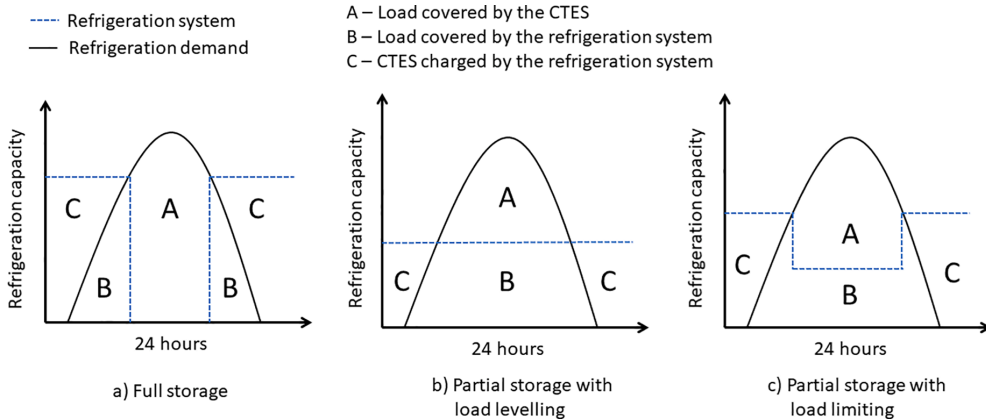 Refrigeration system
Refrigeration demand
A – Load covered by the CTES
B – Load covered by the refrigeration system
C – CTES charged by the refrigeration system
Refrigeration capacity
C
A
C
B
B
24 hours
a) Full storage
Refrigeration capacity
A
C
B
C
24 hours
b) Partial storage with
load levelling
Refrigeration capacity
A
C
B
C
24 hours
c) Partial storage with
load limiting